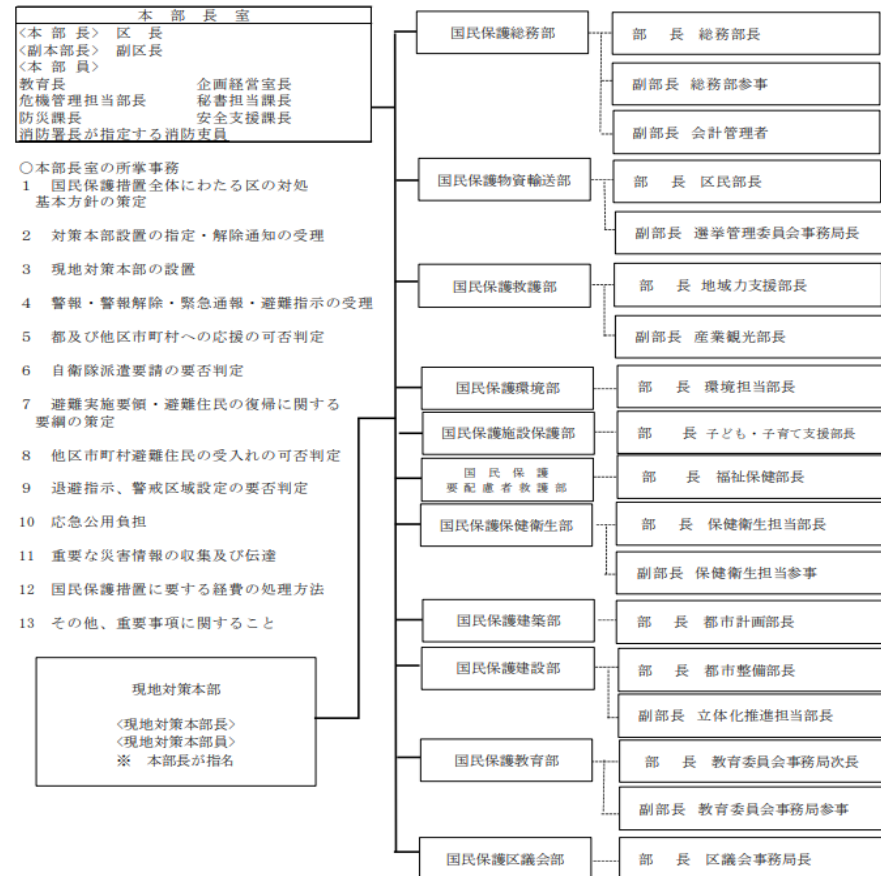 本 部 長 室
<本 部 長> 区 長
<副本部長> 副区長
<本 部 員>
教育長 企画経営室長
危機管理担当部長 秘書担当課長
防災課長 安全支援課長
消防署長が指定する消防吏員
○本部長室の所掌事務
1 国民保護措置全体にわたる区の対処
基本方針の策定
2 対策本部設置の指定・解除通知の受理
3 現地対策本部の設置
4 警報・警報解除・緊急通報・避難指示の受理
5 都及び他区市町村への応援の可否判定
6 自衛隊派遣要請の要否判定
7 避難実施要領・避難住民の復帰に関する
要綱の策定
8 他区市町村避難住民の受入れの可否判定
9 退避指示、警戒区域設定の要否判定
10 応急公用負担
11 重要な災害情報の収集及び伝達
12 国民保護措置に要する経費の処理方法
13 その他、重要事項に関すること
現地対策本部
<現地対策本部長>
<現地対策本部員>
※ 本部長が指名
国民保護総務部
部 長 総務部長
副部長 総務部参事
副部長 会計管理者
国民保護物資輸送部
部 長 区民部長
副部長 選挙管理委員会事務局長
国民保護救護部
部 長 地域力支援部長
副部長 産業観光部長
国民保護環境部
部 長 環境担当部長
国民保護施設保護部
部 長 子ども・子育て支援部長
国 民 保 護
要 配 慮 者 救 護 部
部 長 福祉保健部長
国民保護保健衛生部
部 長 保健衛生担当部長
副部長 保健衛生担当参事
国民保護建築部
部 長 都市計画部長
国民保護建設部
部 長 都市整備部長
副部長 立体化推進担当部長
国民保護教育部
部 長 教育委員会事務局次長
副部長 教育委員会事務局参事
国民保護区議会部
部 長 区議会事務局長